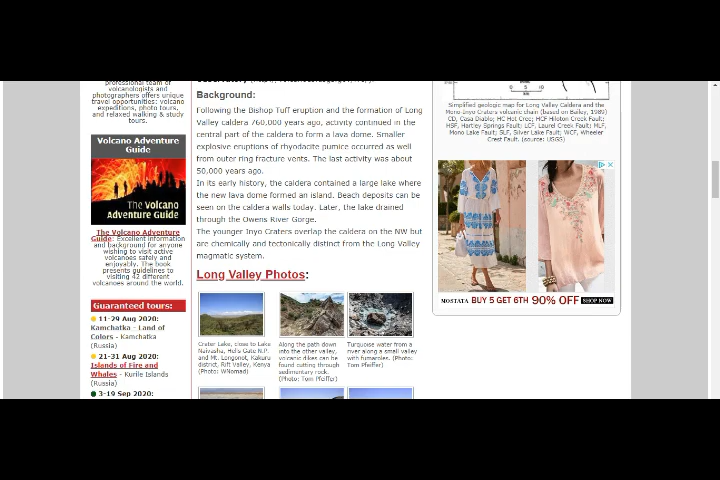 professional team of
volcanologists and
photographers offers unique
travel opportunities: volcano
expeditions, photo tours,
and relaxed walking & study
tours.
Volcano Adventure
Guide
The Volcano
Adventure Guide
The Volcano Adventure
Guide: Excellent information
and background for anyone
wishing to visit active
volcanoes safely and
enjoyably. The book
presents guidelines to
visiting 42 different
volcanoes around the world.
Guaranteed tours:
11-29 Aug 2020:
Kamchatka - Land of
Colors - Kamchatka
(Russia)
21-31 Aug 2020:
Islands of Fire and
Whales - Kurile Islands
(Russia)
3-19 Sep 2020:
Background:
Following the Bishop Tuff eruption and the formation of Long
Valley caldera 760,000 years ago, activity continued in the
central part of the caldera to form a lava dome. Smaller
explosive eruptions of rhyodacite pumice occurred as well
from outer ring fracture vents. The last activity was about
50,000 years ago.
In its early history, the caldera contained a large lake where
the new lava dome formed an island. Beach deposits can be
seen on the caldera walls today. Later, the lake drained
through the Owens River Gorge.
The younger Inyo Craters overlap the caldera on the NW but
are chemically and tectonically distinct from the Long Valley
magmatic system.
Long Valley Photos:
Crater Lake, close to Lake
Naivasha, Hells Gate N.P.
and Mt. Longonot, Kakuru
district, Rift Valley, Kenya
(Photo: WNomad)
Along the path down
into the other valley,
volcanic dikes can be
found cutting through
sedimentary rock.
(Photo: Tom Pfeiffer)
Turquoise water from a
river along a small valley
with fumaroles. (Photo:
Tom Pfeiffer)
0 5 10
Simplified geologic map for Long Valley Caldera and the
Mono-Inyo Craters volcanic chain (based on Bailey, 1989)
CD, Casa Diablo; HC Hot Creek; HCF Hilton Creek Fault;
HSF, Hartley Springs Fault; LCF, Laurel Creek Fault; MLF,
Mono Lake Fault; SLF, Silver Lake Fault; WCF, Wheeler
Crest Fault. (source: USGS)
MOSTATA BUY 5 GET 6TH 90% OFF SHOP NOW